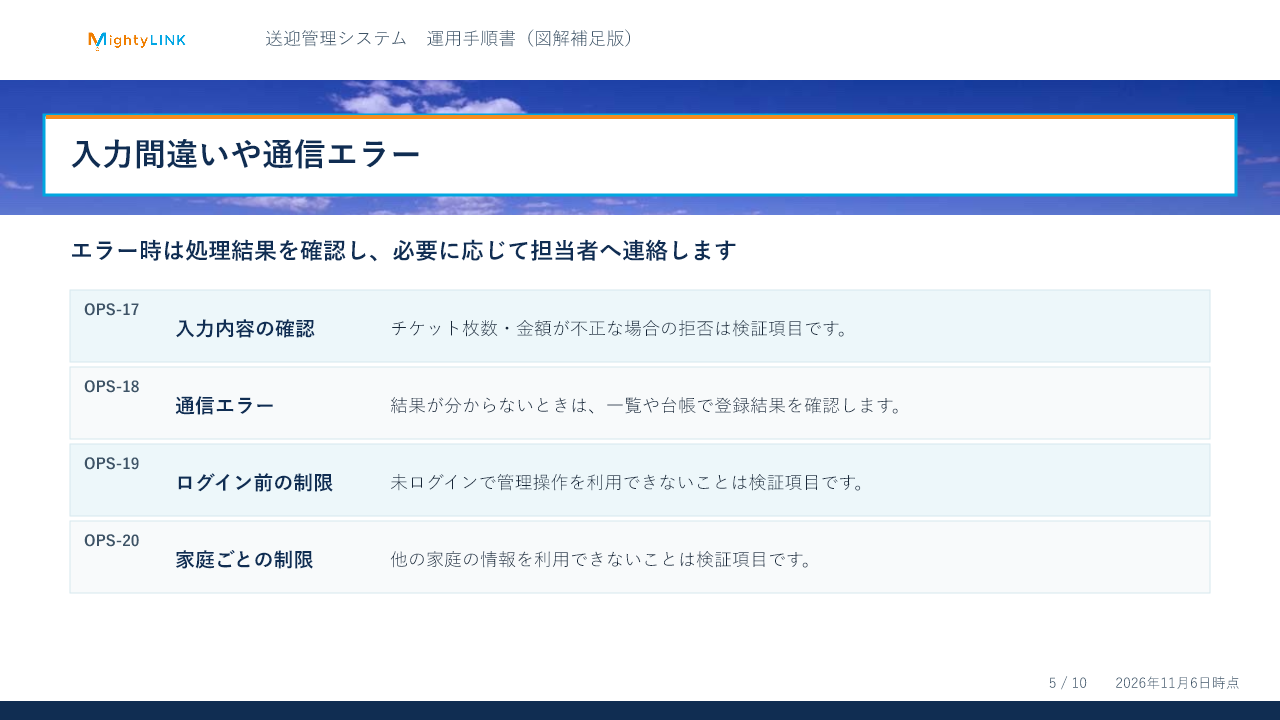 MightyLINK
送迎管理システム　運用手順書（図解補足版）
入力間違いや通信エラー
エラー時は処理結果を確認し、必要に応じて担当者へ連絡します
OPS-17
入力内容の確認
チケット枚数・金額が不正な場合の拒否は検証項目です。
OPS-18
通信エラー
結果が分からないときは、一覧や台帳で登録結果を確認します。
OPS-19
ログイン前の制限
未ログインで管理操作を利用できないことは検証項目です。
OPS-20
家庭ごとの制限
他の家庭の情報を利用できないことは検証項目です。
5 / 10　2026年11月6日時点